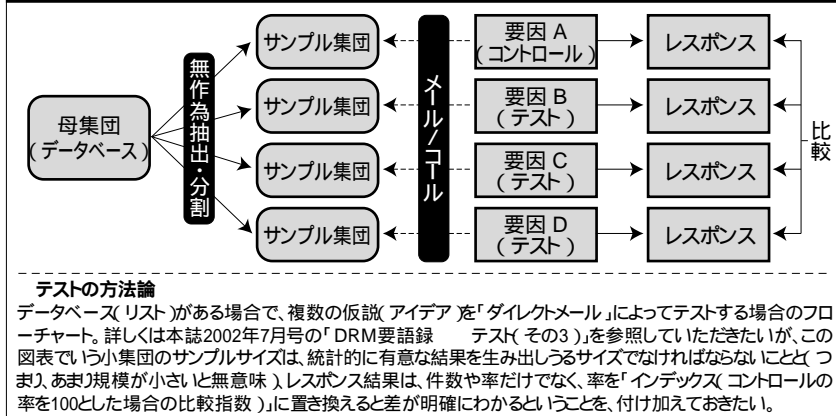 母集団
(データベース)
無作為抽出・分割
サンプル集団
サンプル集団
サンプル集団
サンプル集団
メール/コール
要因 A
(コントロール)
要因 B
(テスト)
要因 C
(テスト)
要因 D
(テスト)
レスポンス
レスポンス
レスポンス
レスポンス
比較
テストの方法論
データベース(リスト)がある場合で、複数の仮説(アイデア)を「ダイレクトメール」によってテストする場合のフロ
ーチャート。詳しくは本誌2002年7月号の「DRM要語録 テスト(その3)」を参照していただきたいが、この
図表でいう小集団のサンプルサイズは、統計的に有意な結果を生み出しうるサイズでなければならないことと(つ
まり、あまり規模が小さいと無意味)、レスポンス結果は、件数や率だけでなく、率を「インデックス(コントロールの
率を100とした場合の比較指数)」に置き換えると差が明確にわかるということを、付け加えておきたい。